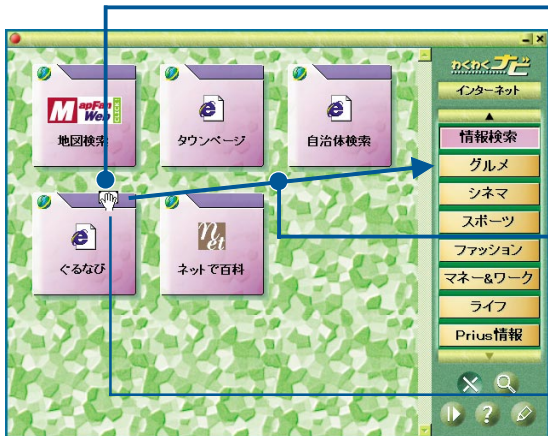 わくわくナビ
インターネット
MapFan
Web
CLICK
地図検索
タウンページ
自治体検索
ぐるなび
net
ネットで百科
情報検索
グルメ
シネマ
スポーツ
ファッション
マネー&ワーク
ライフ
Prius情報
?